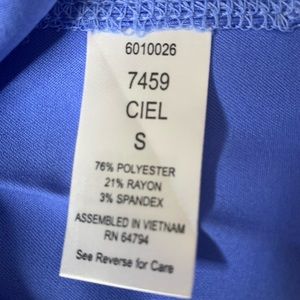 6010026
7459
CIEL
S
76% POLYESTER
21% RAYON
3% SPANDEX
ASSEMBLED IN VIETNAM
RN 64794
See Reverse for Care